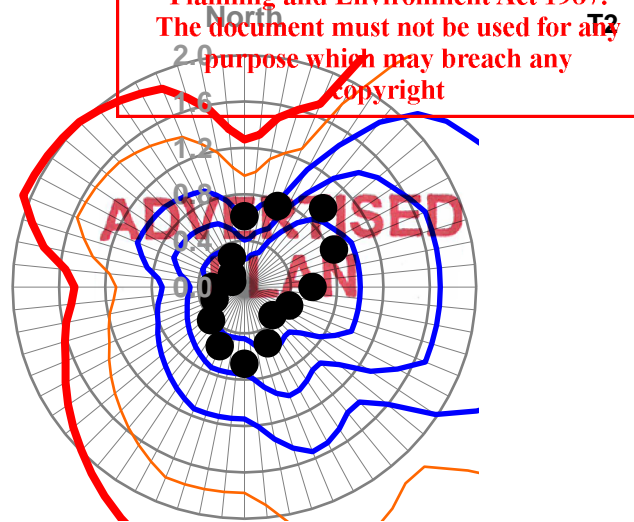 Planning and Environment Act 1987.
The document must not be used for any
purpose which may breach any
copyright
North
T2
2.0
1.6
1.2
0.8
0.4
0.0
ADVERTISED
PLAN